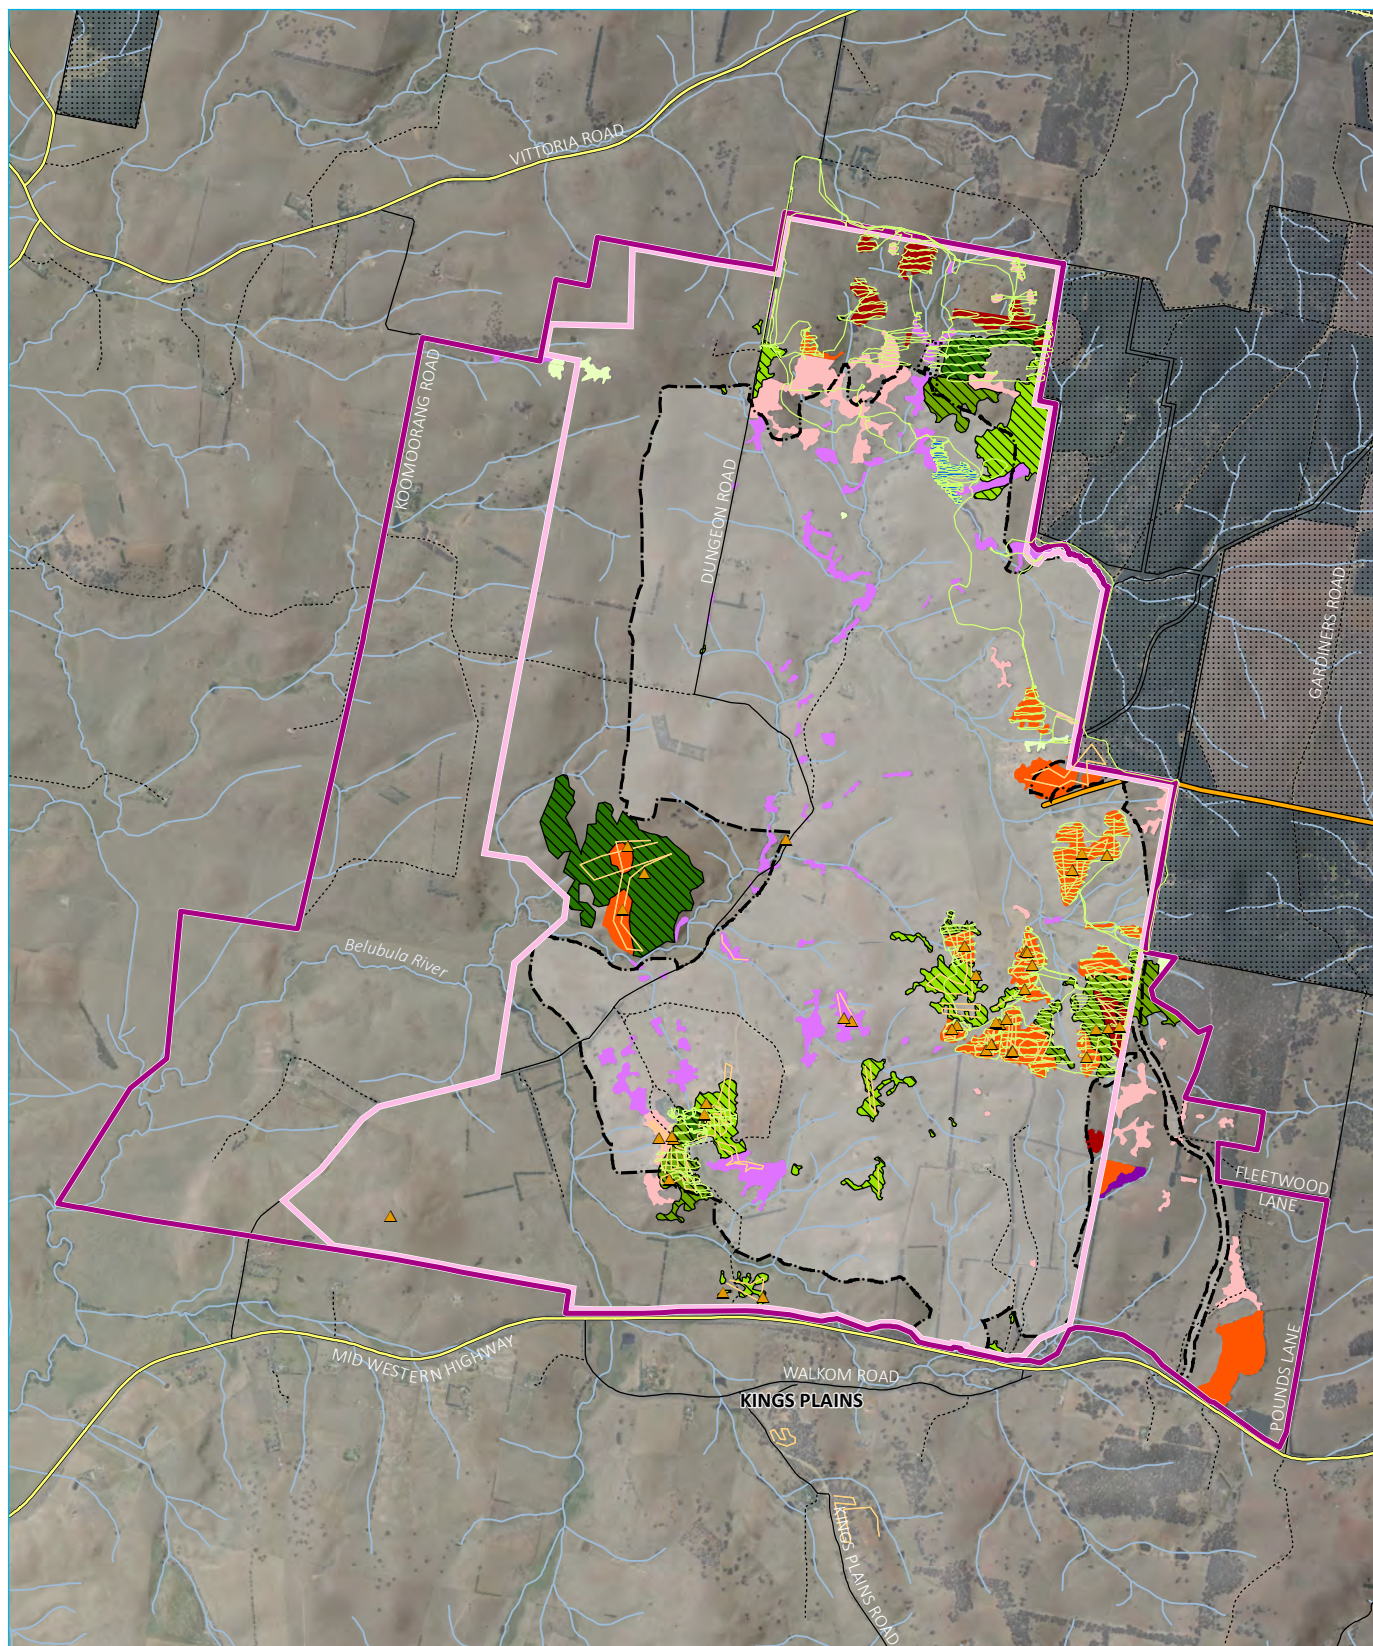 VITTORIA ROAD
KOOMOORANG ROAD
DUNGEON ROAD
GARDINERS ROAD
Belubula River
FLEETWOOD
LANE
MID WESTERN HIGHWAY
WALKOM ROAD
KINGS PLAINS
POUNDS LANE
KINGS PLAINS ROAD